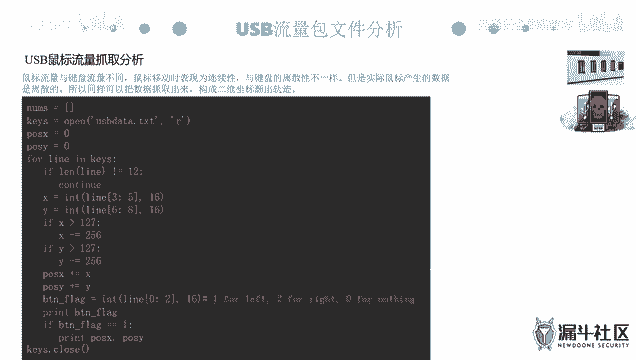 USB流量包文件分析
USB鼠标流量抓取分析
鼠标流量与键盘流量不同，鼠标移动时表现为连续性，与键盘的离散性不一样。但是实际鼠标产生的数据
是离散的，所以同样可以把数据抓取出来，构成二维坐标画出轨迹。
nums = []
keys = open('usbdata.txt', 'r')
posx = 0
posy = 0
for line in keys:
if len(line) != 12:
continue
x = int(line[3: 5], 16)
y = int(line[6: 8], 16)
if x > 127:
x -= 256
if y > 127:
y -= 256
posx += x
posy += y
btn_flag = int(line[0: 2], 16)# 1 for left, 2 for right, 0 for nothing
print btn_flag
if btn_flag == 1:
print posx, posy
keys.close()
漏斗社区
NEWDOONE SECURITY